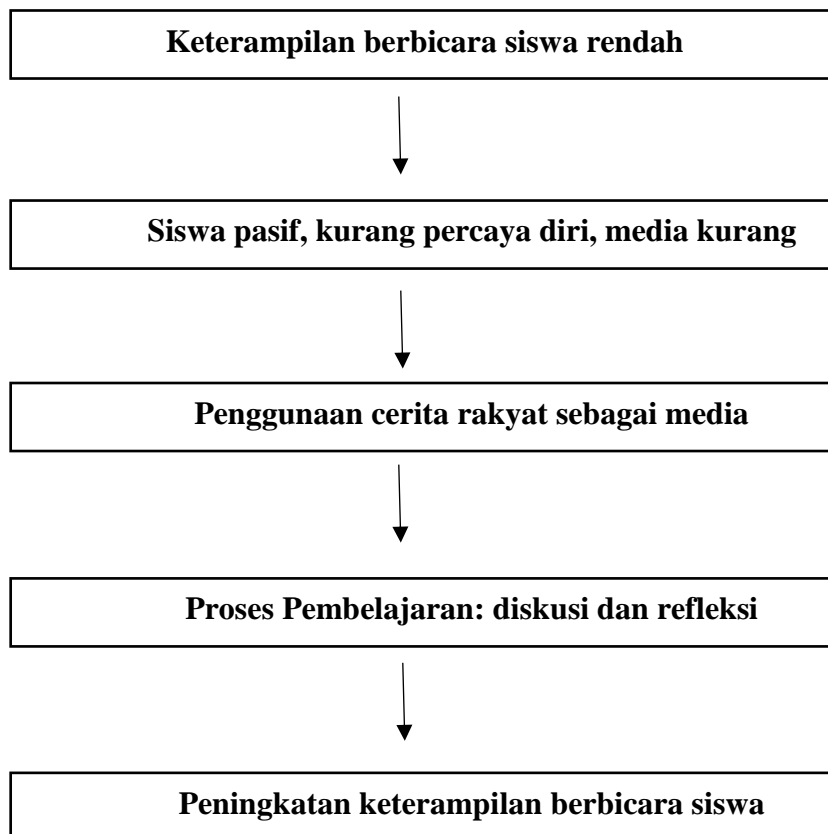 Keterampilan berbicara siswa rendah
Siswa pasif, kurang percaya diri, media kurang
Penggunaan cerita rakyat sebagai media
Proses Pembelajaran: diskusi dan refleksi
Peningkatan keterampilan berbicara siswa